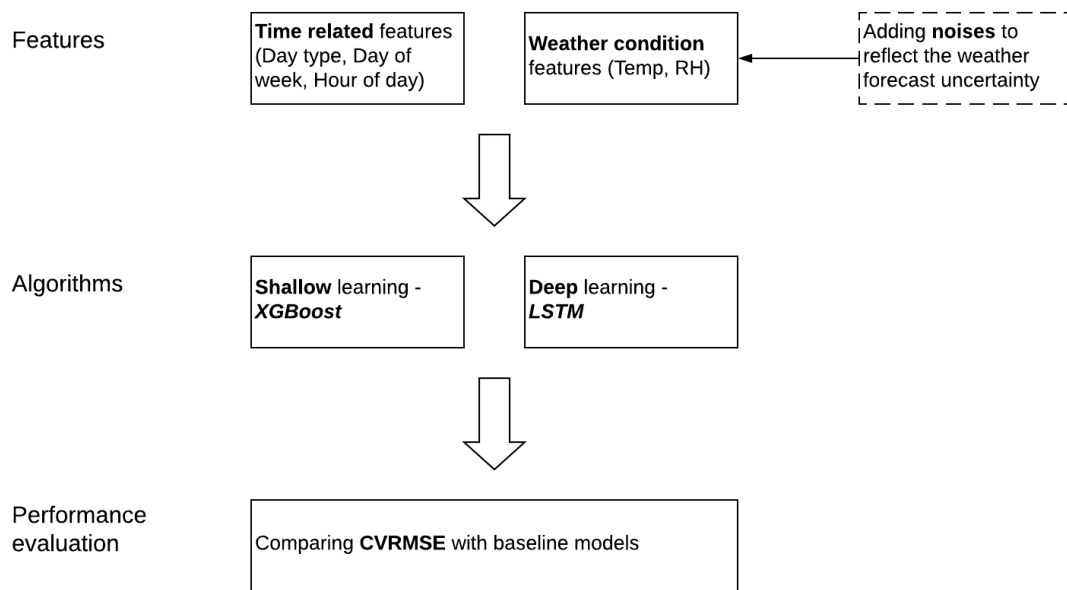 Features
Time related features
(Day type, Day of
week, Hour of day)
Weather condition
features (Temp, RH)
Adding noises to
reflect the weather
forecast uncertainty
Algorithms
Shallow learning -
XGBoost
Deep learning -
LSTM
Performance
evaluation
Comparing CVRMSE with baseline models